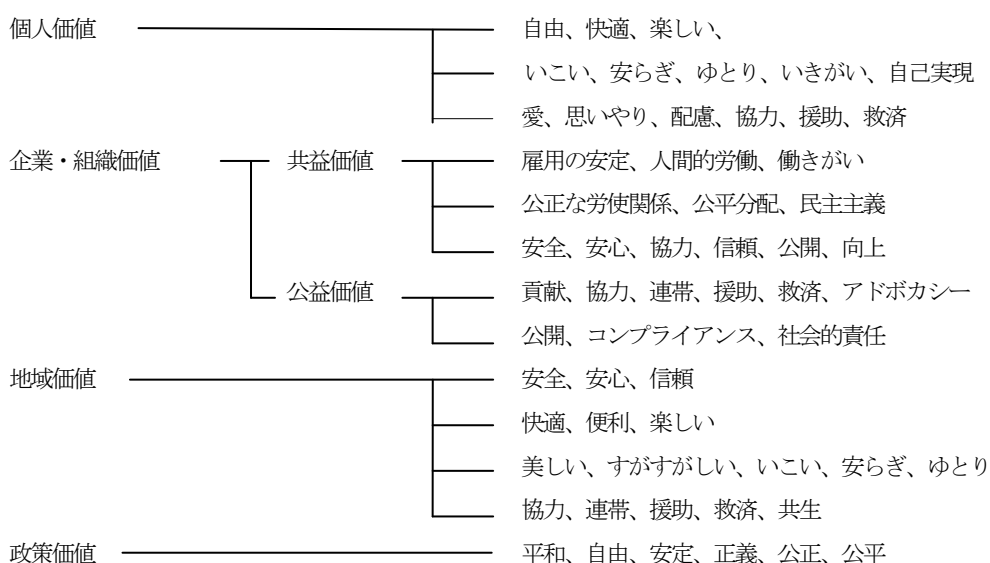 個人価値 自由、快適、楽しい、
いこい、安らぎ、ゆとり、いきがい、自己実現
愛、思いやり、配慮、協力、援助、救済
企業・組織価値 共益価値 雇用の安定、人間的労働、働きがい
公正な労使関係、公平分配、民主主義
安全、安心、協力、信頼、公開、向上
公益価値 貢献、協力、連帯、援助、救済、アドボカシー
公開、コンプライアンス、社会的責任
地域価値 安全、安心、信頼
快適、便利、楽しい
美しい、すがすがしい、いこい、安らぎ、ゆとり
協力、連帯、援助、救済、共生
政策価値 平和、自由、安定、正義、公正、公平